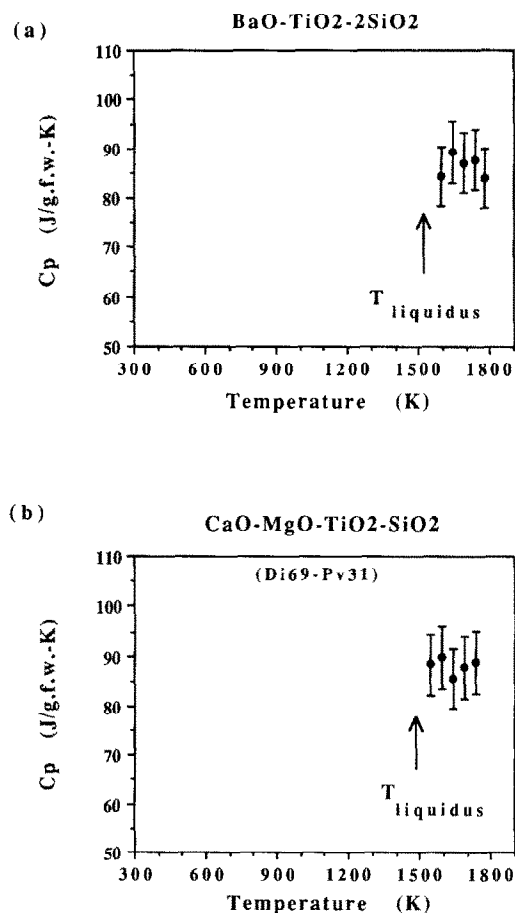 (a)
BaO-TiO2-2SiO2
110
100
90
80
70
60
50
Cp (J/g.f.w.-K)
T liquidus
300 600 900 1200 1500 1800
Temperature (K)
(b)
CaO-MgO-TiO2-SiO2
(Di69-Pv31)
110
100
90
80
70
60
50
Cp (J/g.f.w.-K)
T liquidus
300 600 900 1200 1500 1800
Temperature (K)